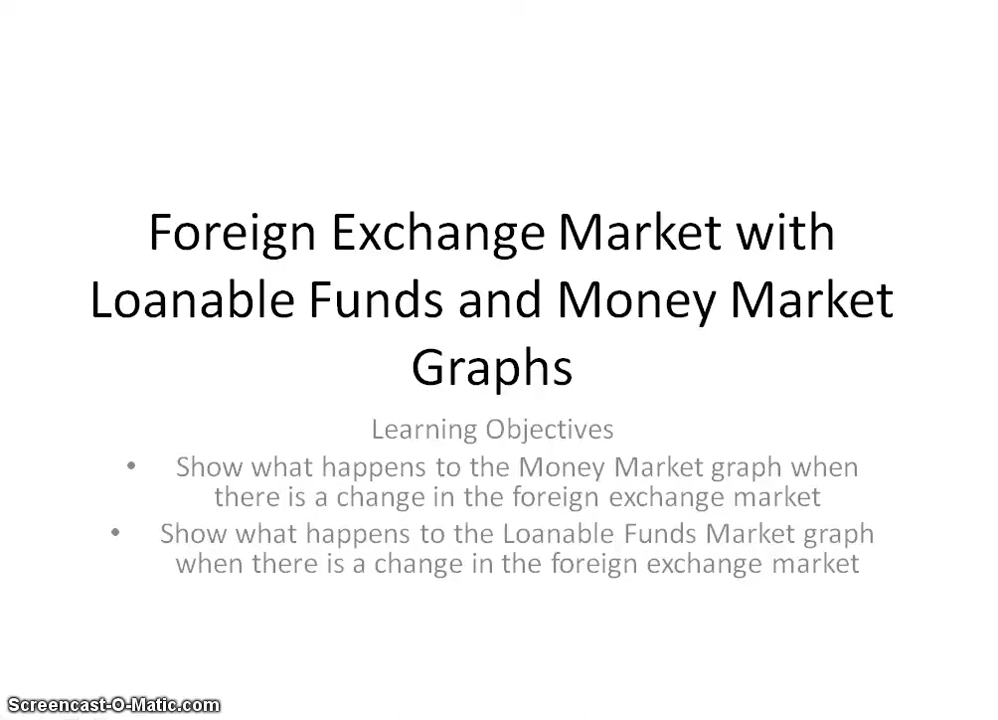 Foreign Exchange Market with
Loanable Funds and Money Market
Graphs
Learning Objectives
• Show what happens to the Money Market graph when
there is a change in the foreign exchange market
• Show what happens to the Loanable Funds Market graph
when there is a change in the foreign exchange market
Screencast-O-Matic.com